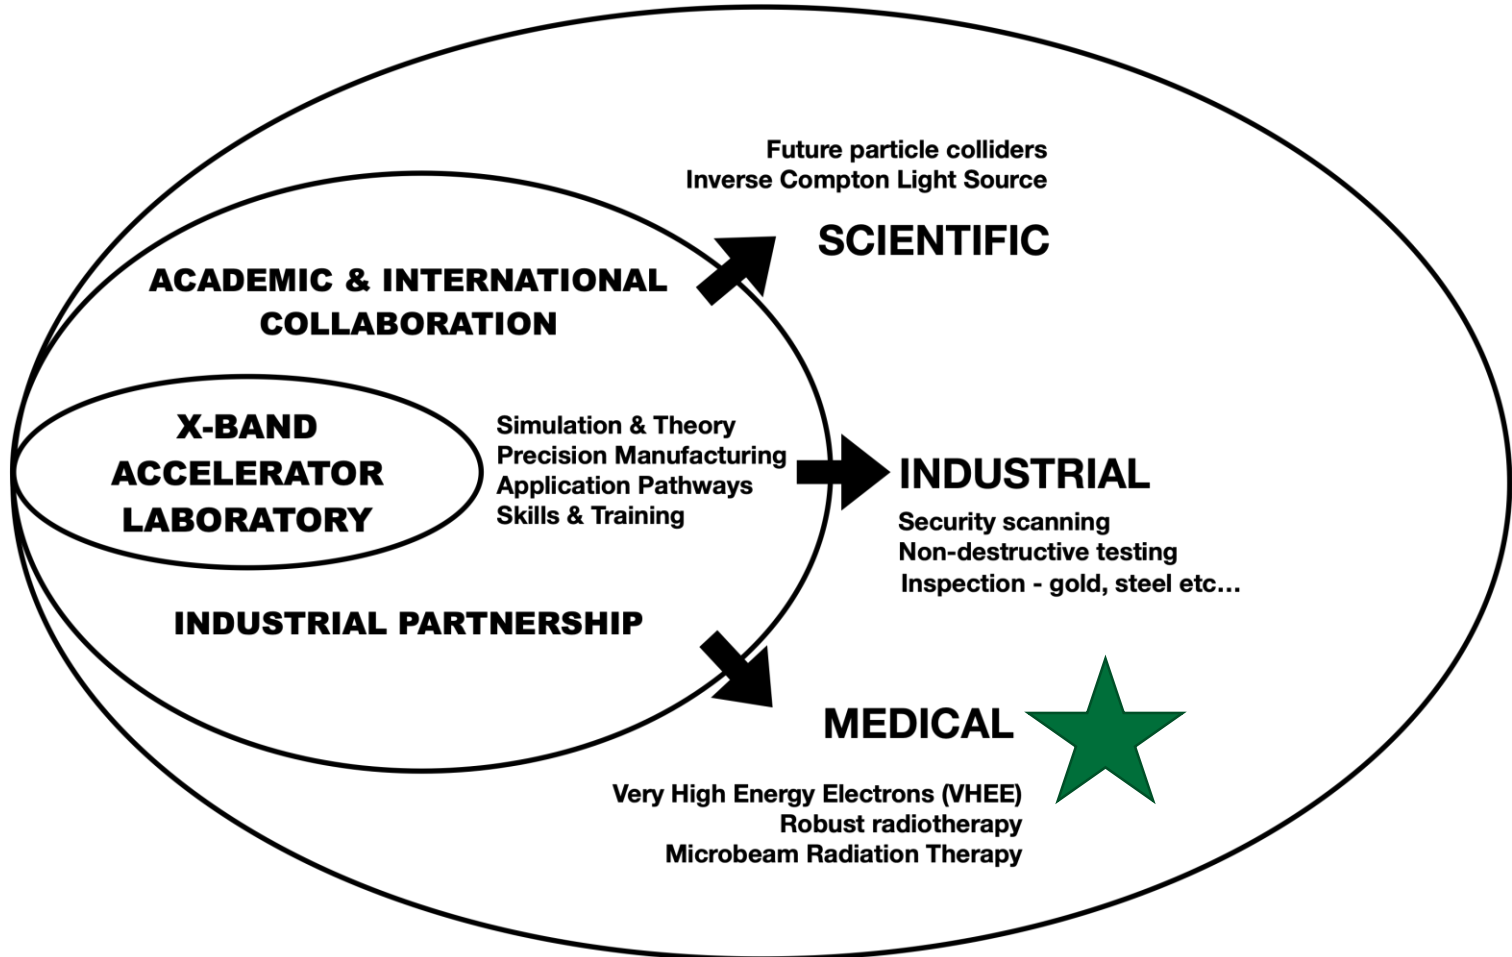 Future particle colliders
Inverse Compton Light Source
SCIENTIFIC
ACADEMIC & INTERNATIONAL
COLLABORATION
X-BAND
ACCELERATOR
LABORATORY
Simulation & Theory
Precision Manufacturing
Application Pathways
Skills & Training
INDUSTRIAL
Security scanning
Non-destructive testing
Inspection - gold, steel etc...
INDUSTRIAL PARTNERSHIP
MEDICAL
Very High Energy Electrons (VHEE)
Robust radiotherapy
Microbeam Radiation Therapy